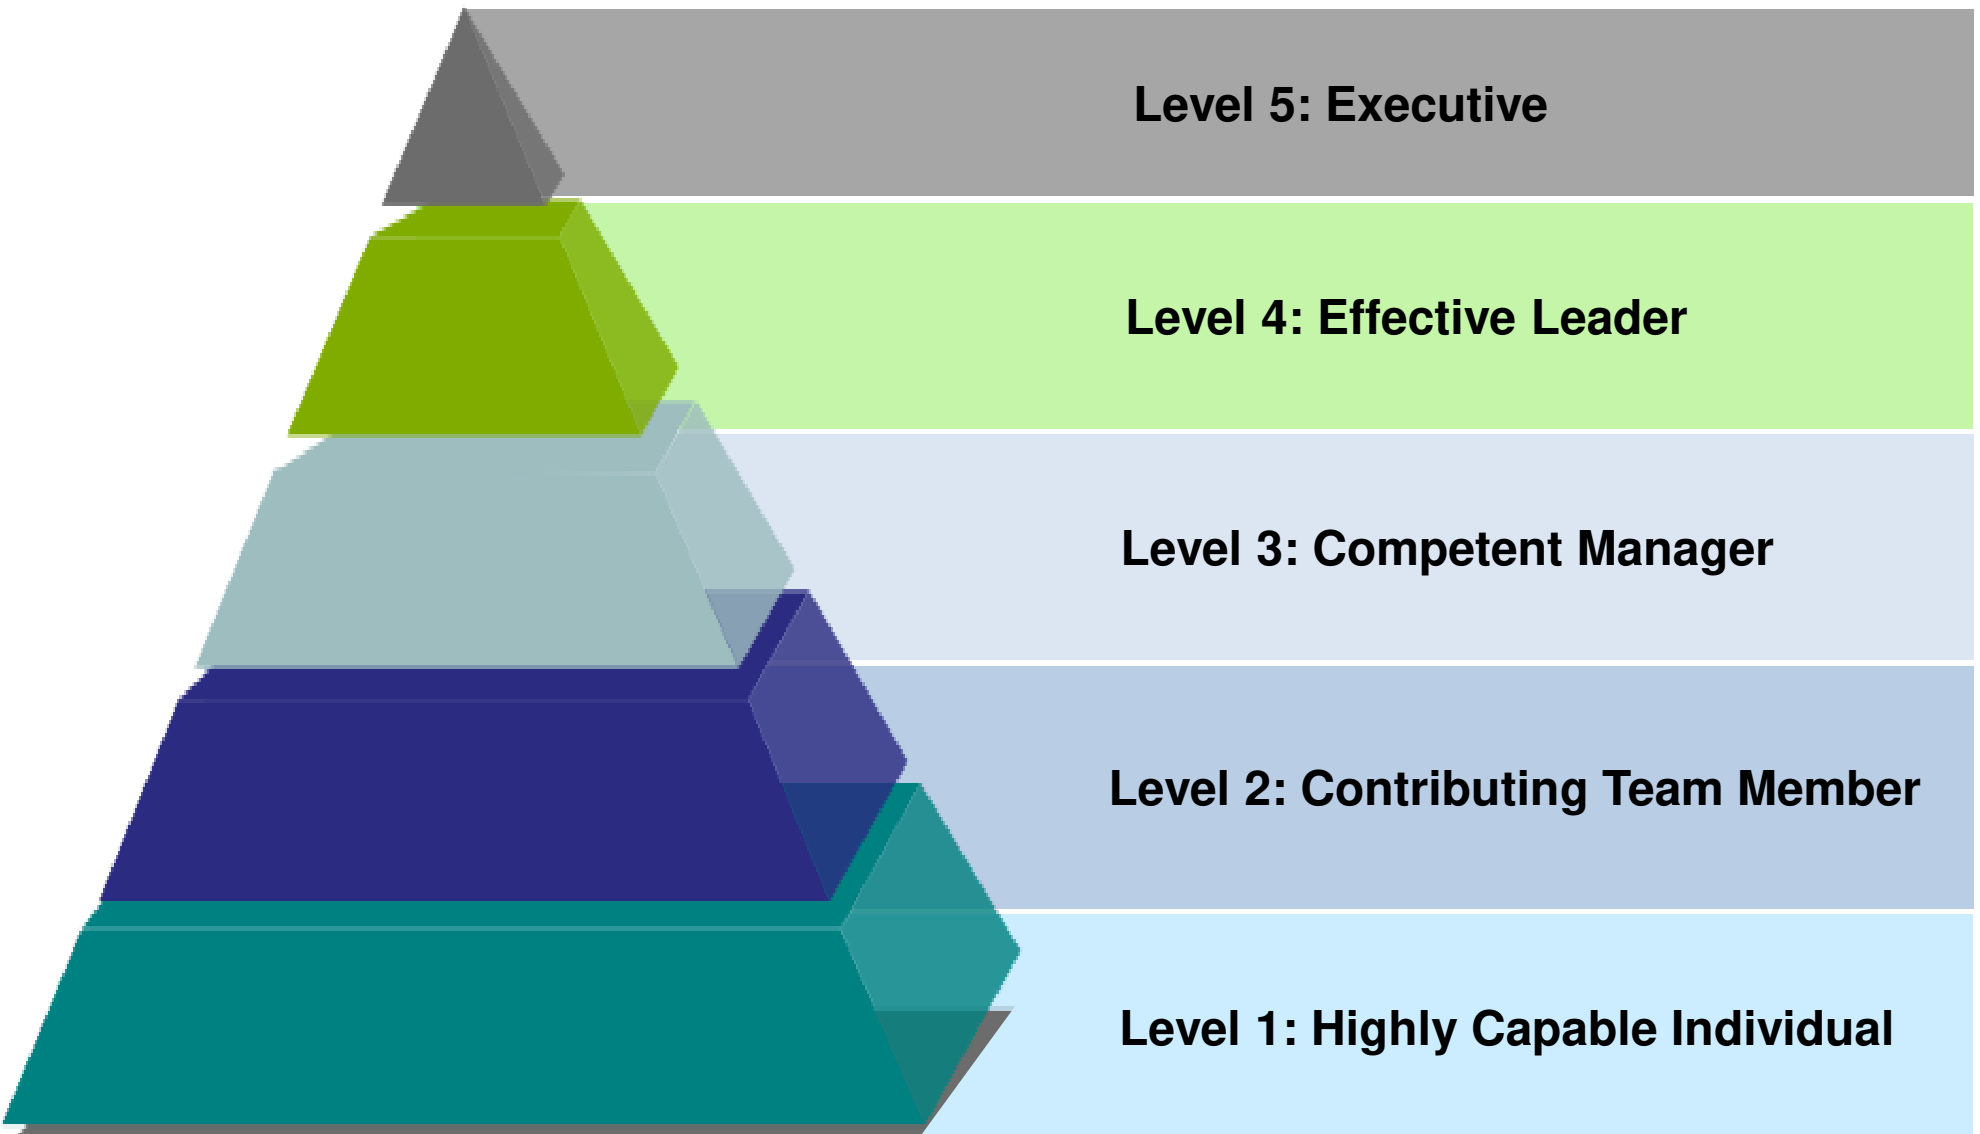 Level 5: Executive
Level 4: Effective Leader
Level 3: Competent Manager
Level 2: Contributing Team Member
Level 1: Highly Capable Individual